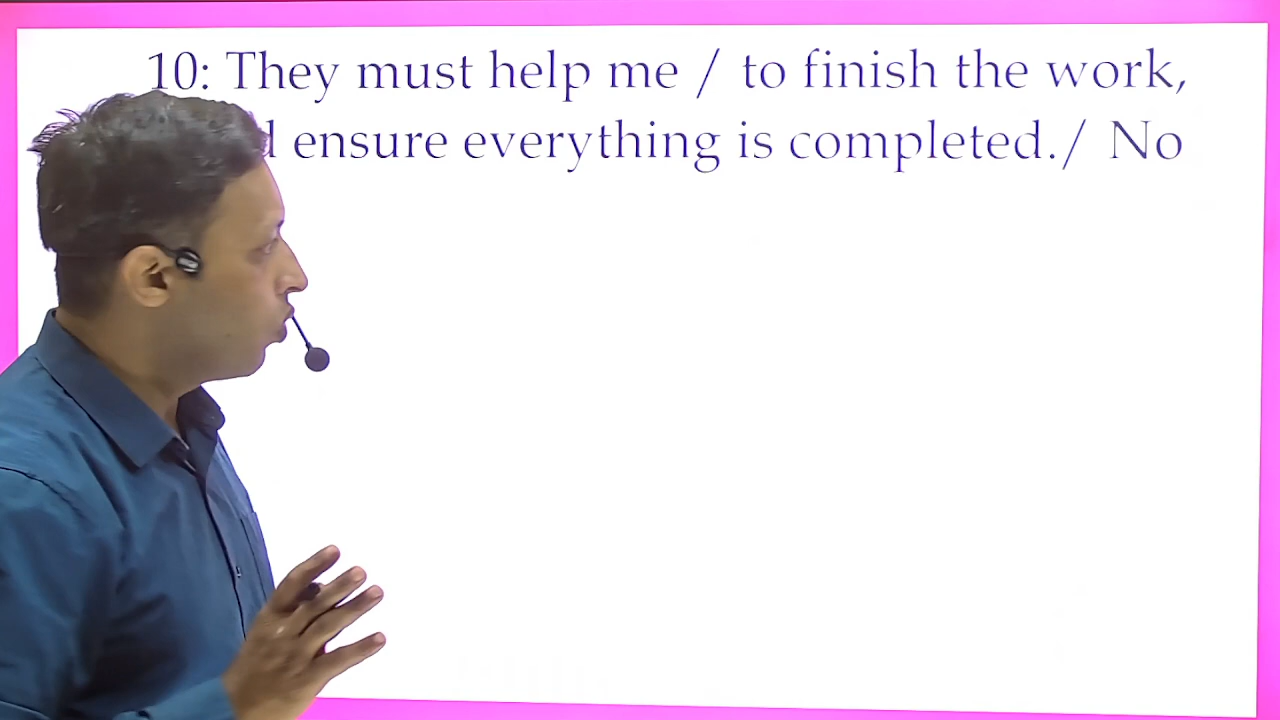 10: They must help me / to finish the work,
ensure everything is completed./ No